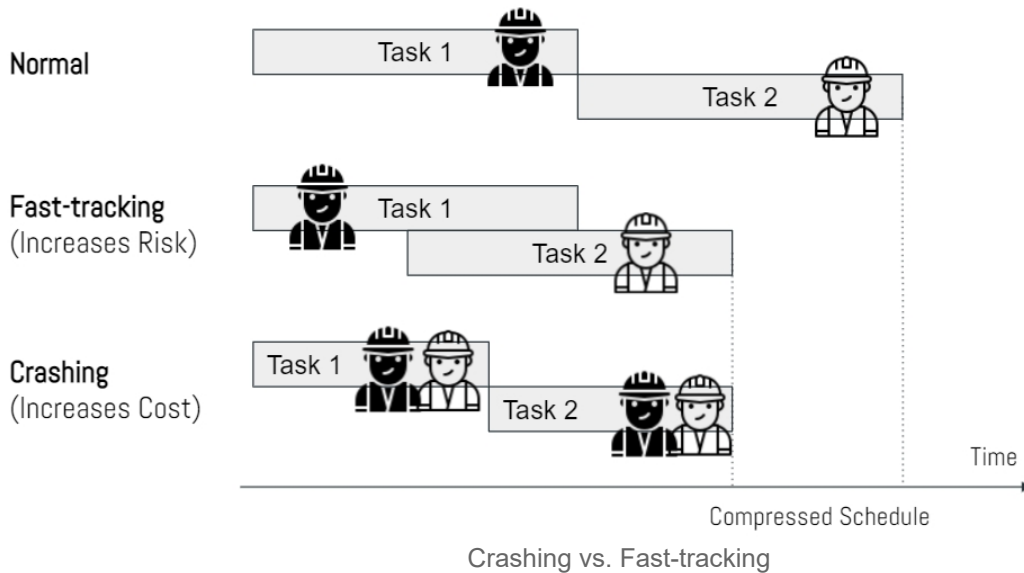 Normal
Task 1
Task 2
Fast-tracking
(Increases Risk)
Task 1
Task 2
Crashing
(Increases Cost)
Task 1
Task 2
Time
Compressed Schedule
Crashing vs. Fast-tracking